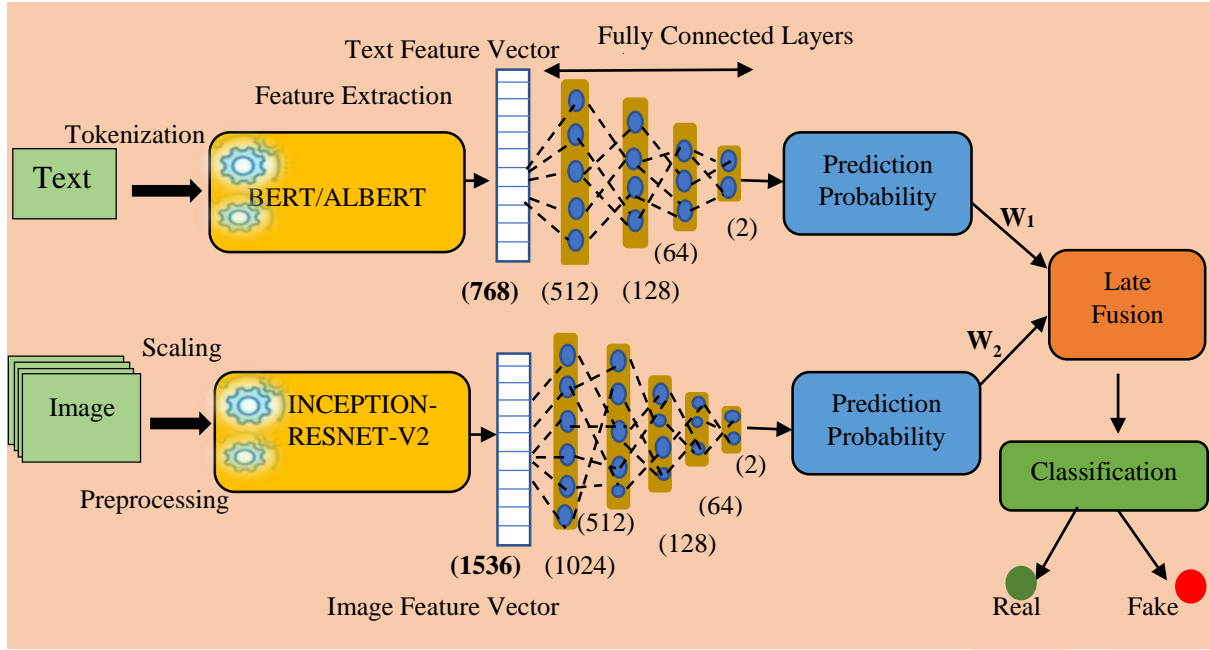 Text Feature Vector
Fully Connected Layers
Feature Extraction
Tokenization
Text
BERT/ALBERT
Prediction
Probability
W1
(2)
(64)
(768)
(512)
(128)
Late
Fusion
Scaling
W2
Image
INCEPTION-
RESNET-V2
Prediction
Probability
(2)
Preprocessing
(64)
(512)
(128)
(1536)
(1024)
Classification
Image Feature Vector
Real
Fake